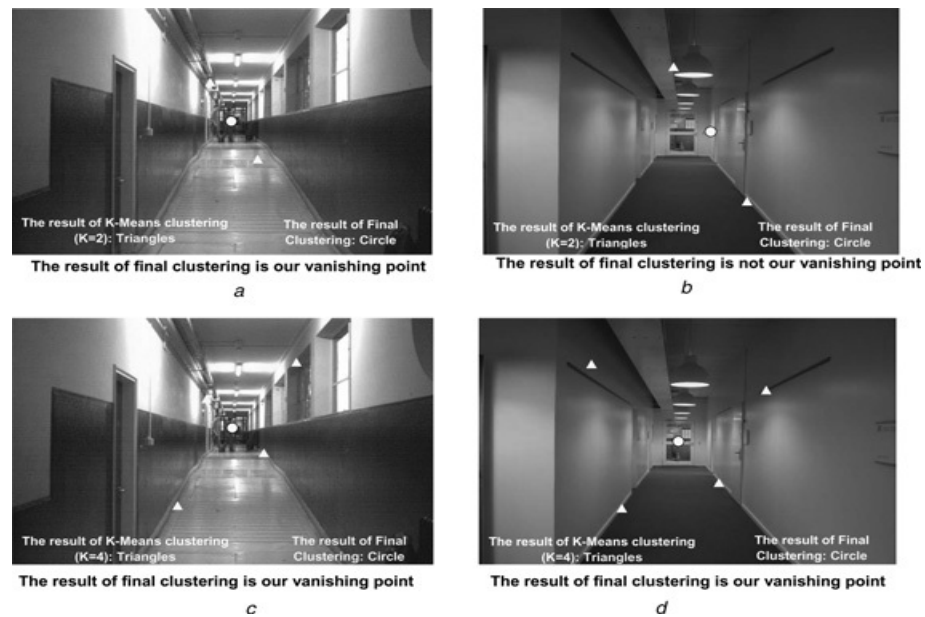 The result of K-Means clustering
(K=2): Triangles
The result of Final
Clustering: Circle
The result of final clustering is our vanishing point
a
The result of K-Means clustering
(K=2): Triangles
The result of Final
Clustering: Circle
The result of final clustering is not our vanishing point
b
The result of K-Means clustering
(K=4): Triangles
The result of Final
Clustering: Circle
The result of final clustering is our vanishing point
c
The result of K-Means clustering
(K=4): Triangles
The result of Final
Clustering: Circle
The result of final clustering is our vanishing point
d